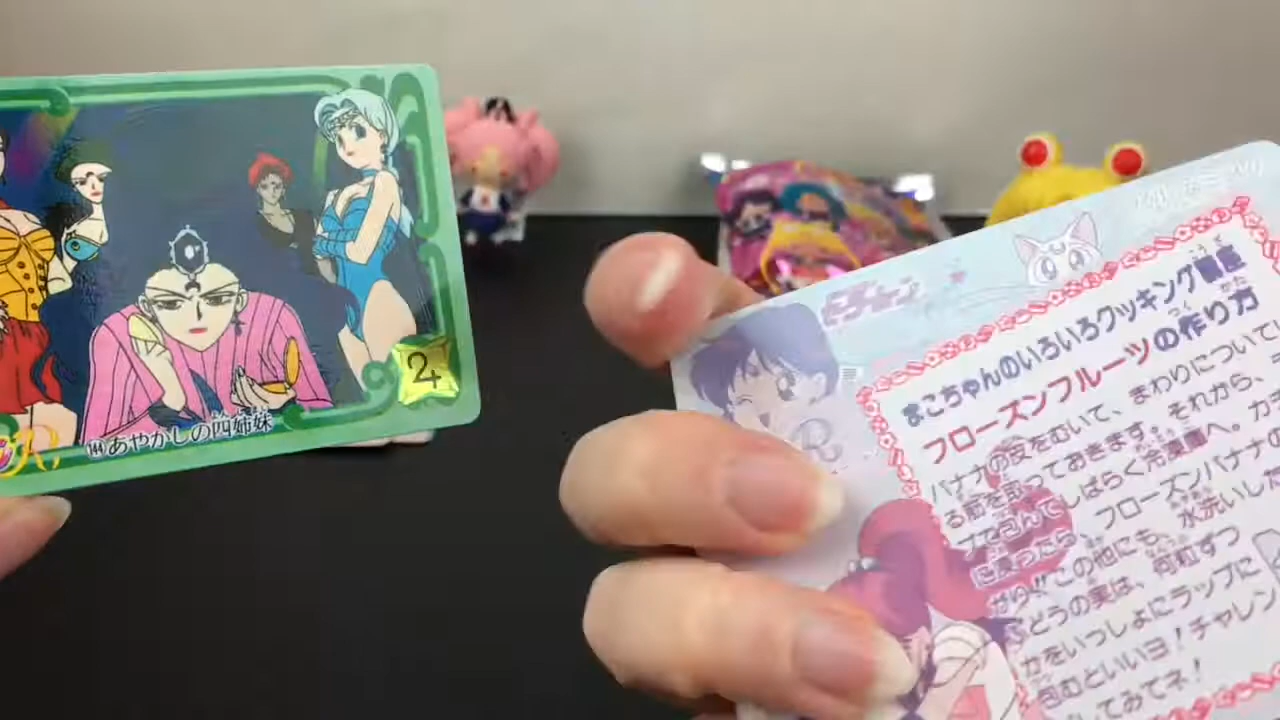 2
144 あやかしの四姉妹
R
まこちゃんのいろいろクッキング
フローズンフルーツの作り方
バナナの皮をむいて、まわりについて
る筋を取っておきます。それから、
プで包んでしばらく冷凍庫へ。カチ
に凍ったら、フローズンバナナの
がり!!この他にも、水洗いした
ぶどうの実は、何粒ずつ
かをいっしょにラップに
包むといいヨ!チャレン
してみてネ!